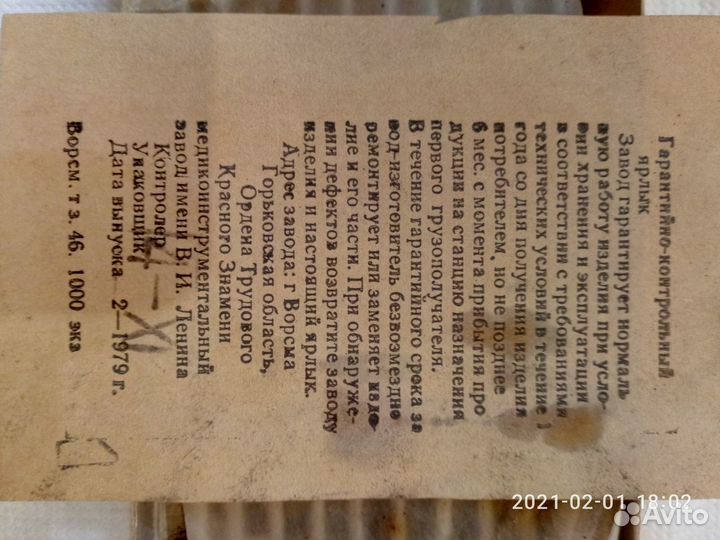 Гарантийно-контрольный
ярлык
Завод гарантирует нормаль
ную работу изделия при усло-
вии хранения и эксплуатации
в соответствии с требованиями
технических условий в течение 1
года со дня получения изделия
потребителем, но не позднее
6 мес. с момента прибытия про
дукции на станцию назначения
первого грузополучателя.
В течение гарантийного срока за
вод-изготовитель безвозмездно
ремонтирует или заменяет изде
лие и его части. При обнаруже-
нии дефектов возвратите заводу
изделия и настоящий ярлык.
Адрес завода: г Ворсма
Горьковская область,
Ордена Трудового
Красного Знамени
медикоинструментальный
завод имени В. И. Ленина
Контролер
Упаковщик
Дата выпуска 2—1979 г.
Ворсм. т з. 46. 1000 экз
2021-02-01 18:02
Avito